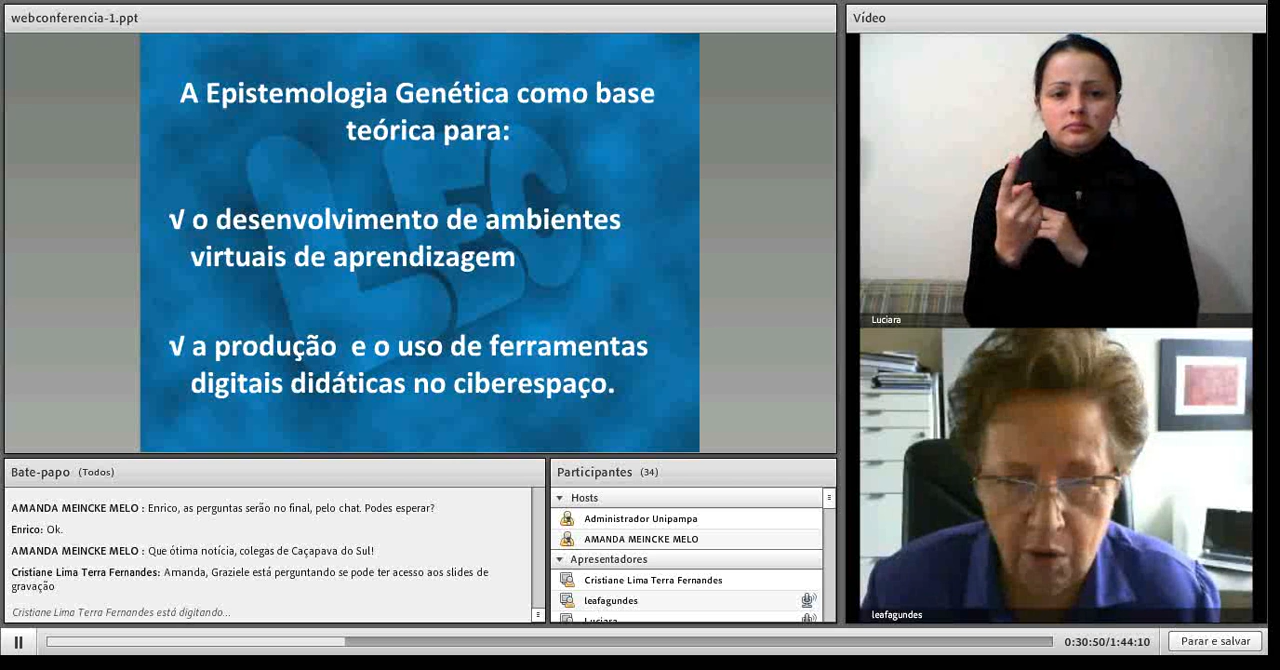 webconferencia-1.ppt
A Epistemologia Genética como base
teórica para:
√ o desenvolvimento de ambientes
virtuais de aprendizagem
√ a produção  e o uso de ferramentas
digitais didáticas no ciberespaço.
LEC
Bate-papo (Todos)
AMANDA MEINCKE MELO : Enrico, as perguntas serão no final, pelo chat. Podes esperar?
Enrico: Ok.
AMANDA MEINCKE MELO : Que ótima notícia, colegas de Caçapava do Sul!
Cristiane Lima Terra Fernandes: Amanda, Graziele está perguntando se pode ter acesso aos slides de
gravação
Cristiane Lima Terra Fernandes está digitando...
Participantes (34)
Hosts
Administrador Unipampa
AMANDA MEINCKE MELO
Apresentadores
Cristiane Lima Terra Fernandes
leafagundes
Luciara
Vídeo
Luciara
leafagundes
0:30:50/1:44:10
Parar e salvar